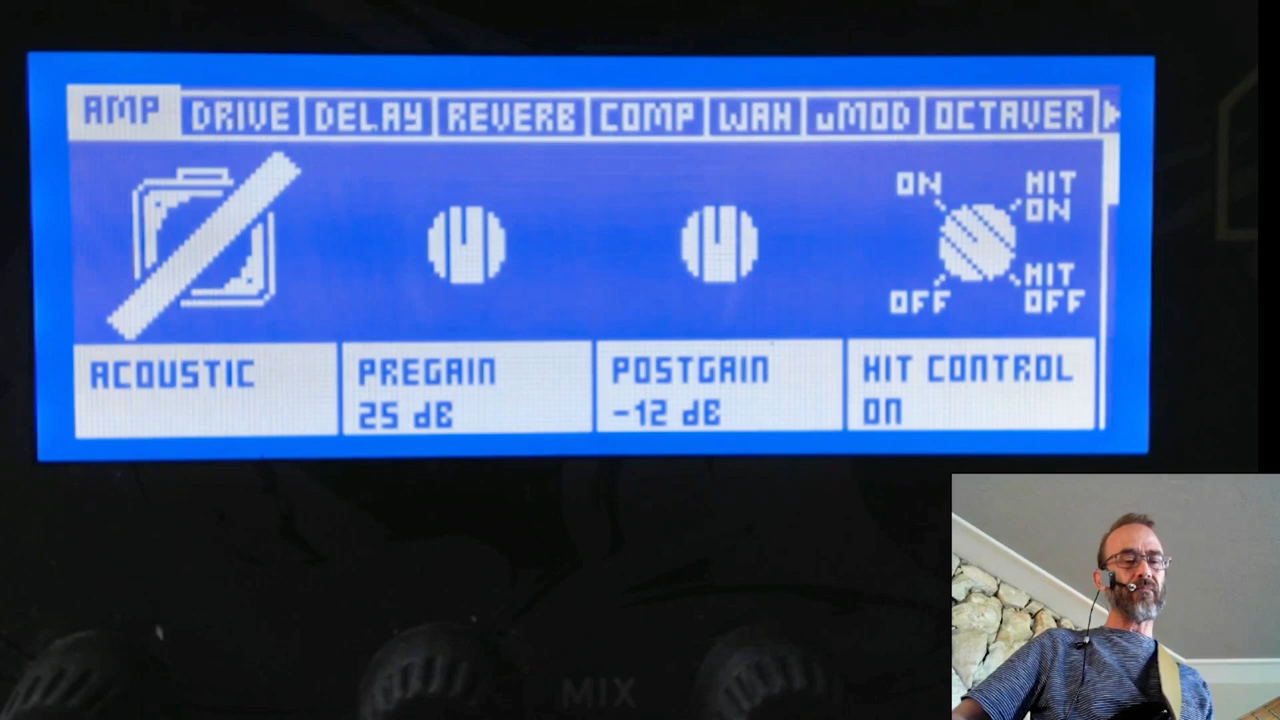 AMP DRIVE DELAY REVERB COMP WAH uMOD OCTAVER
ON HIT ON
OFF HIT OFF
ACOUSTIC PREGAIN POSTGAIN HIT CONTROL
25 dB -12 dB ON
MIX